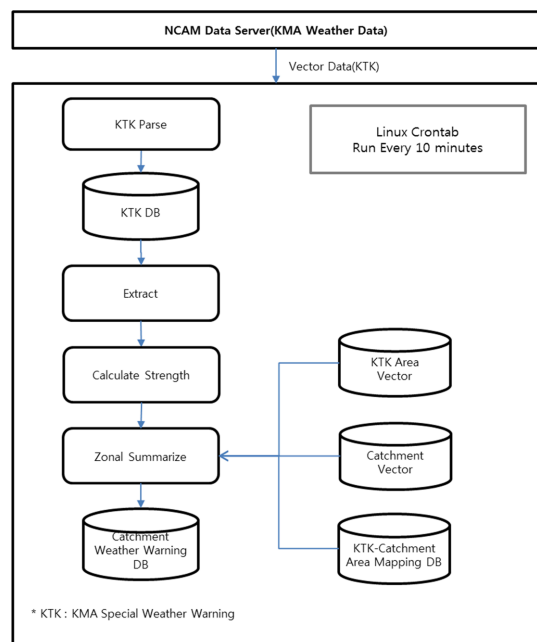 NCAM Data Server(KMA Weather Data)
Vector Data(KTK)
KTK Parse
Linux Crontab
Run Every 10 minutes
KTK DB
Extract
Calculate Strength
KTK Area
Vector
Zonal Summarize
Catchment
Vector
Catchment
Weather Warning
DB
KTK-Catchment
Area Mapping DB
* KTK : KMA Special Weather Warning